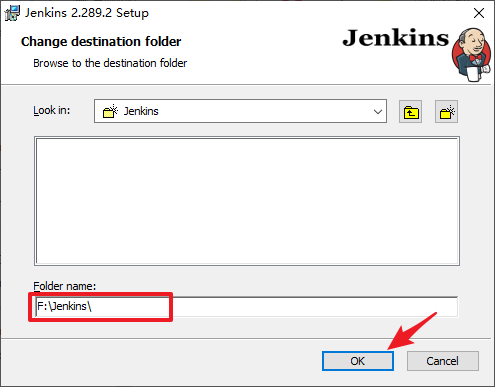 Jenkins 2.289.2 Setup
Change destination folder
Browse to the destination folder
Jenkins
Look in:
Jenkins
Folder name:
F:\Jenkins\
OK
Cancel